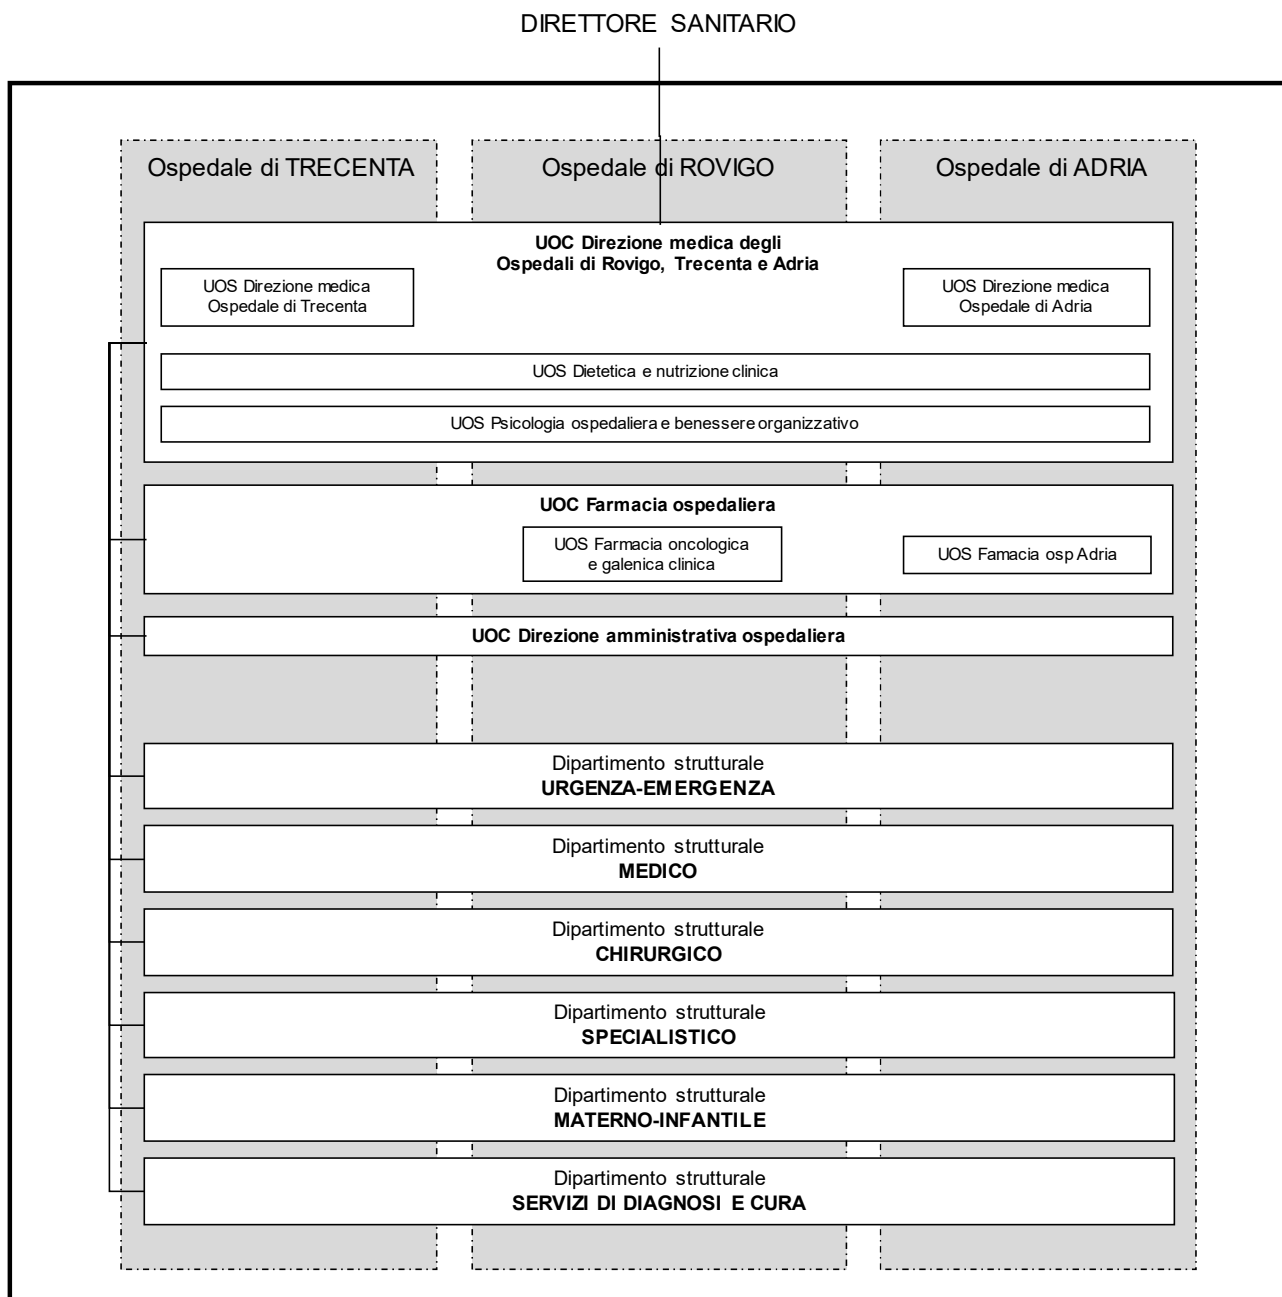 DIRETTORE SANITARIO
Ospedale di TRECENTA
Ospedale di ROVIGO
Ospedale di ADRIA
UOC Direzione medica degli
Ospedali di Rovigo, Trecenta e Adria
UOS Direzione medica
Ospedale di Trecenta
UOS Direzione medica
Ospedale di Adria
UOS Dietetica e nutrizione clinica
UOS Psicologia ospedaliera e benessere organizzativo
UOC Farmacia ospedaliera
UOS Farmacia oncologica
e galenica clinica
UOS Famacia osp Adria
UOC Direzione amministrativa ospedaliera
Dipartimento strutturale
URGENZA-EMERGENZA
Dipartimento strutturale
MEDICO
Dipartimento strutturale
CHIRURGICO
Dipartimento strutturale
SPECIALISTICO
Dipartimento strutturale
MATERNO-INFANTILE
Dipartimento strutturale
SERVIZI DI DIAGNOSI E CURA